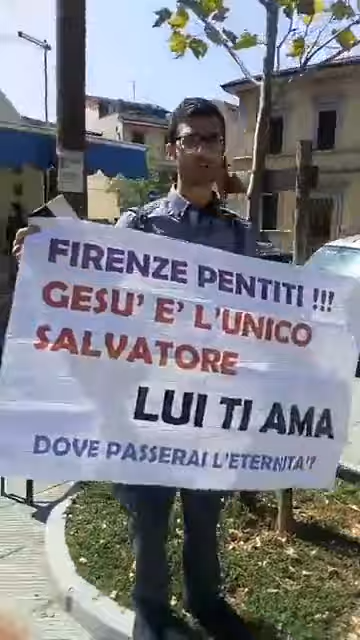 FIRENZE PENTITI !!!
GESU' E' L'UNICO
SALVATORE
LUI TI AMA
DOVE PASSERAI L'ETERNITA'?